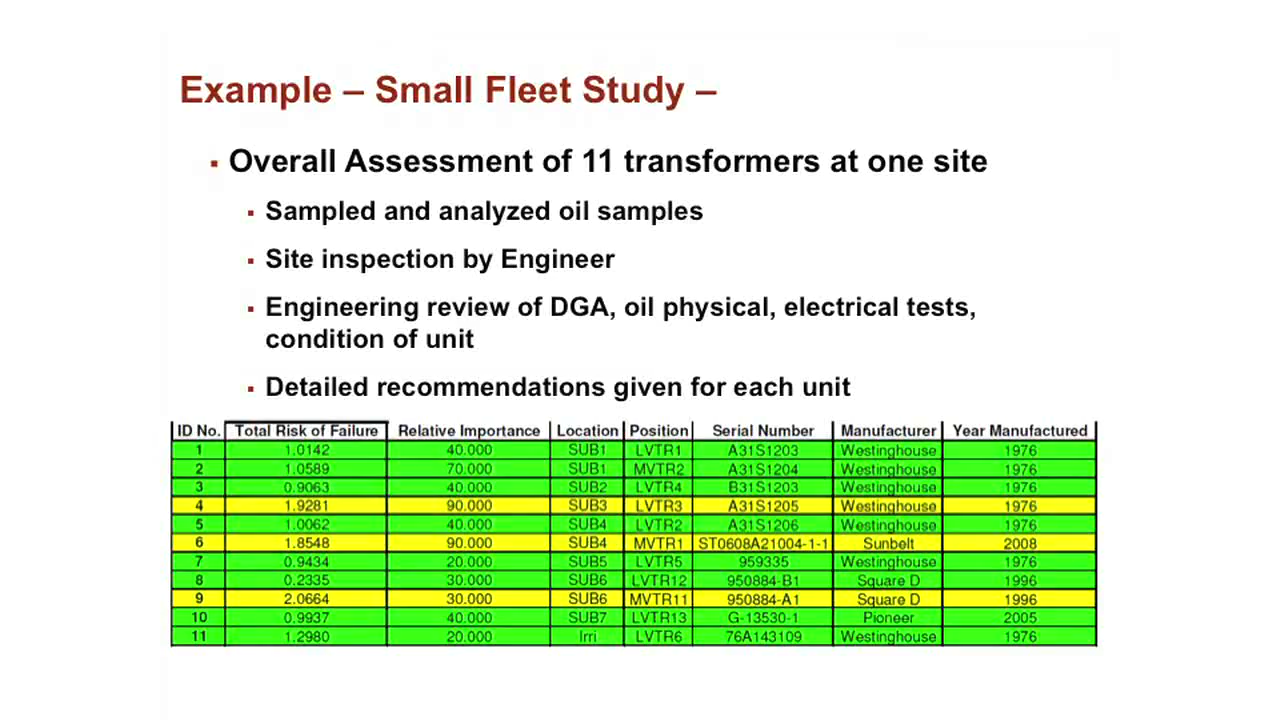 Example – Small Fleet Study –
▪ Overall Assessment of 11 transformers at one site
▪ Sampled and analyzed oil samples
▪ Site inspection by Engineer
▪ Engineering review of DGA, oil physical, electrical tests,
condition of unit
▪ Detailed recommendations given for each unit
ID No. Total Risk of Failure Relative Importance Location Position Serial Number Manufacturer Year Manufactured
1 1.0142 40.000 SUB1 LVTR1 A31S1203 Westinghouse 1976
2 1.0589 70.000 SUB1 MVTR2 A31S1204 Westinghouse 1976
3 0.9063 40.000 SUB2 LVTR4 B31S1203 Westinghouse 1976
4 1.9281 90.000 SUB3 LVTR3 A31S1205 Westinghouse 1976
5 1.0062 40.000 SUB4 LVTR2 A31S1206 Westinghouse 1976
6 1.8548 90.000 SUB4 MVTR1 ST0608A21004-1-1 Sunbelt 2008
7 0.9434 20.000 SUB5 LVTR5 959335 Westinghouse 1976
8 0.2335 30.000 SUB6 LVTR12 950884-B1 Square D 1996
9 2.0664 30.000 SUB6 MVTR11 950884-A1 Square D 1996
10 0.9937 40.000 SUB7 LVTR13 G-13530-1 Pioneer 2005
11 1.2980 20.000 Irri LVTR6 76A143109 Westinghouse 1976